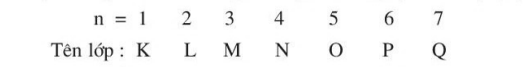 n = 1 2 3 4 5 6 7
Tên lớp : K L M N O P Q